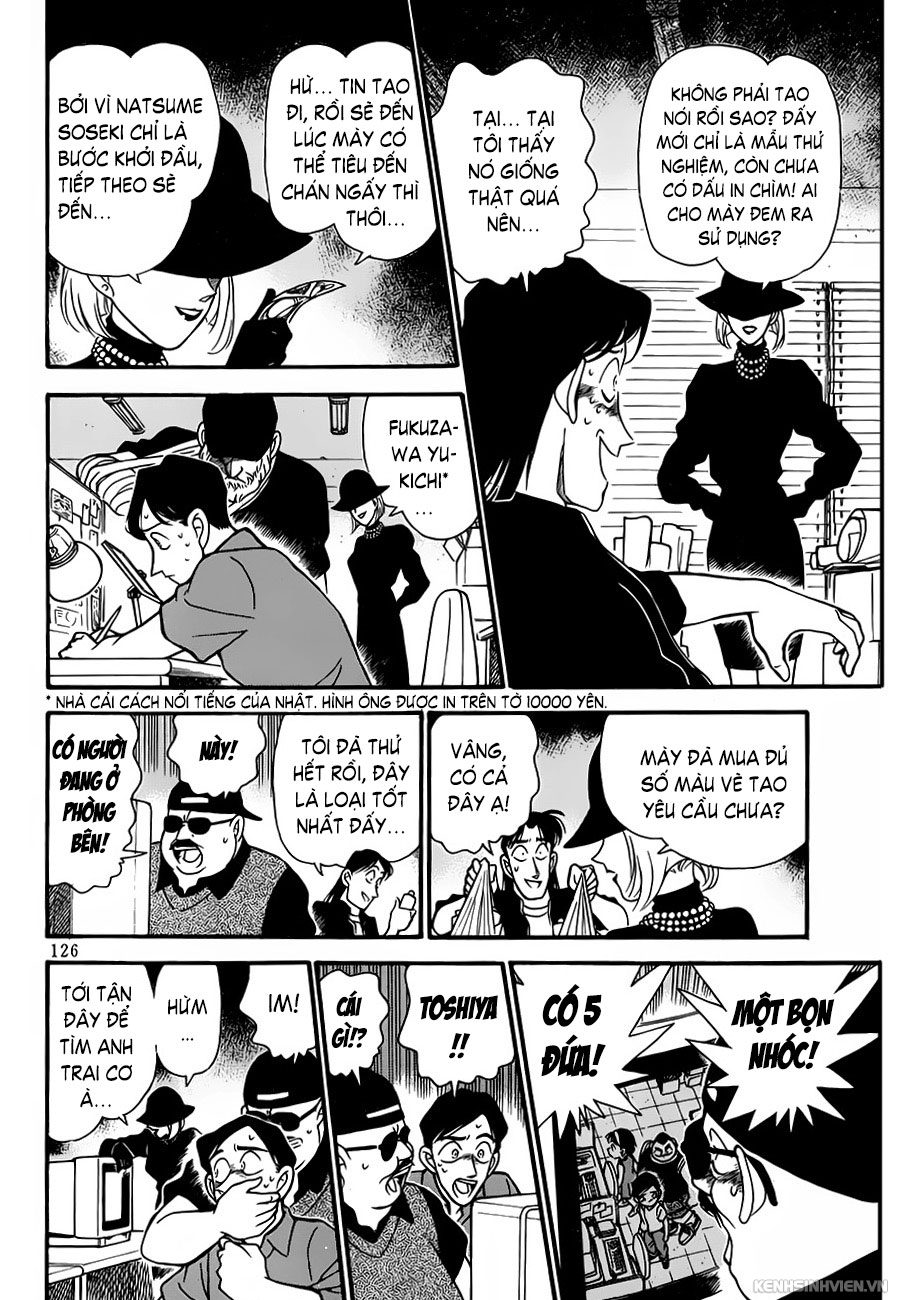 KHÔNG PHẢI TAO
NÓI RỒI SAO? ĐẤY
MỚI CHỈ LÀ MẪU THỬ
NGHIỆM, CÒN CHƯA
CÓ DẤU IN CHÌM! AI
CHO MÀY ĐEM RA
SỬ DỤNG?
TẠI... TẠI
TÔI THẤY
NÓ GIỐNG
THẬT QUÁ
NÊN...
HỪ... TIN TAO
ĐI, RỒI SẼ ĐẾN
LÚC MÀY CÓ
THỂ TIÊU ĐẾN
CHÁN NGẤY THÌ
THÔI...
BỞI VÌ NATSUME
SOSEKI CHỈ LÀ
BƯỚC KHỞI ĐẦU,
TIẾP THEO SẼ
ĐẾN...
FUKUZA-
WA YU-
KICHI*
...
* NHÀ CẢI CÁCH NỔI TIẾNG CỦA NHẬT. HÌNH ÔNG ĐƯỢC IN TRÊN TỜ 10000 YÊN.
MÀY ĐÃ MUA ĐỦ
SỐ MÀU VẼ TAO
YÊU CẦU CHƯA?
VÂNG,
CÓ CẢ
ĐÂY Ạ!
TÔI ĐÃ THỬ
HẾT RỒI, ĐÂY
LÀ LOẠI TỐT
NHẤT ĐẤY...
NÀY!
CÓ NGƯỜI
ĐANG Ở
PHÒNG
BÊN!
126
MỘT BỌN
NHÓC!
CÓ 5
ĐỨA!
TOSHIYA
!!
CÁI
GÌ!?
IM!
HỪM
...
TỚI TẬN
ĐÂY ĐỂ
TÌM ANH
TRAI CƠ
À...
KENHSINHVIEN.VN